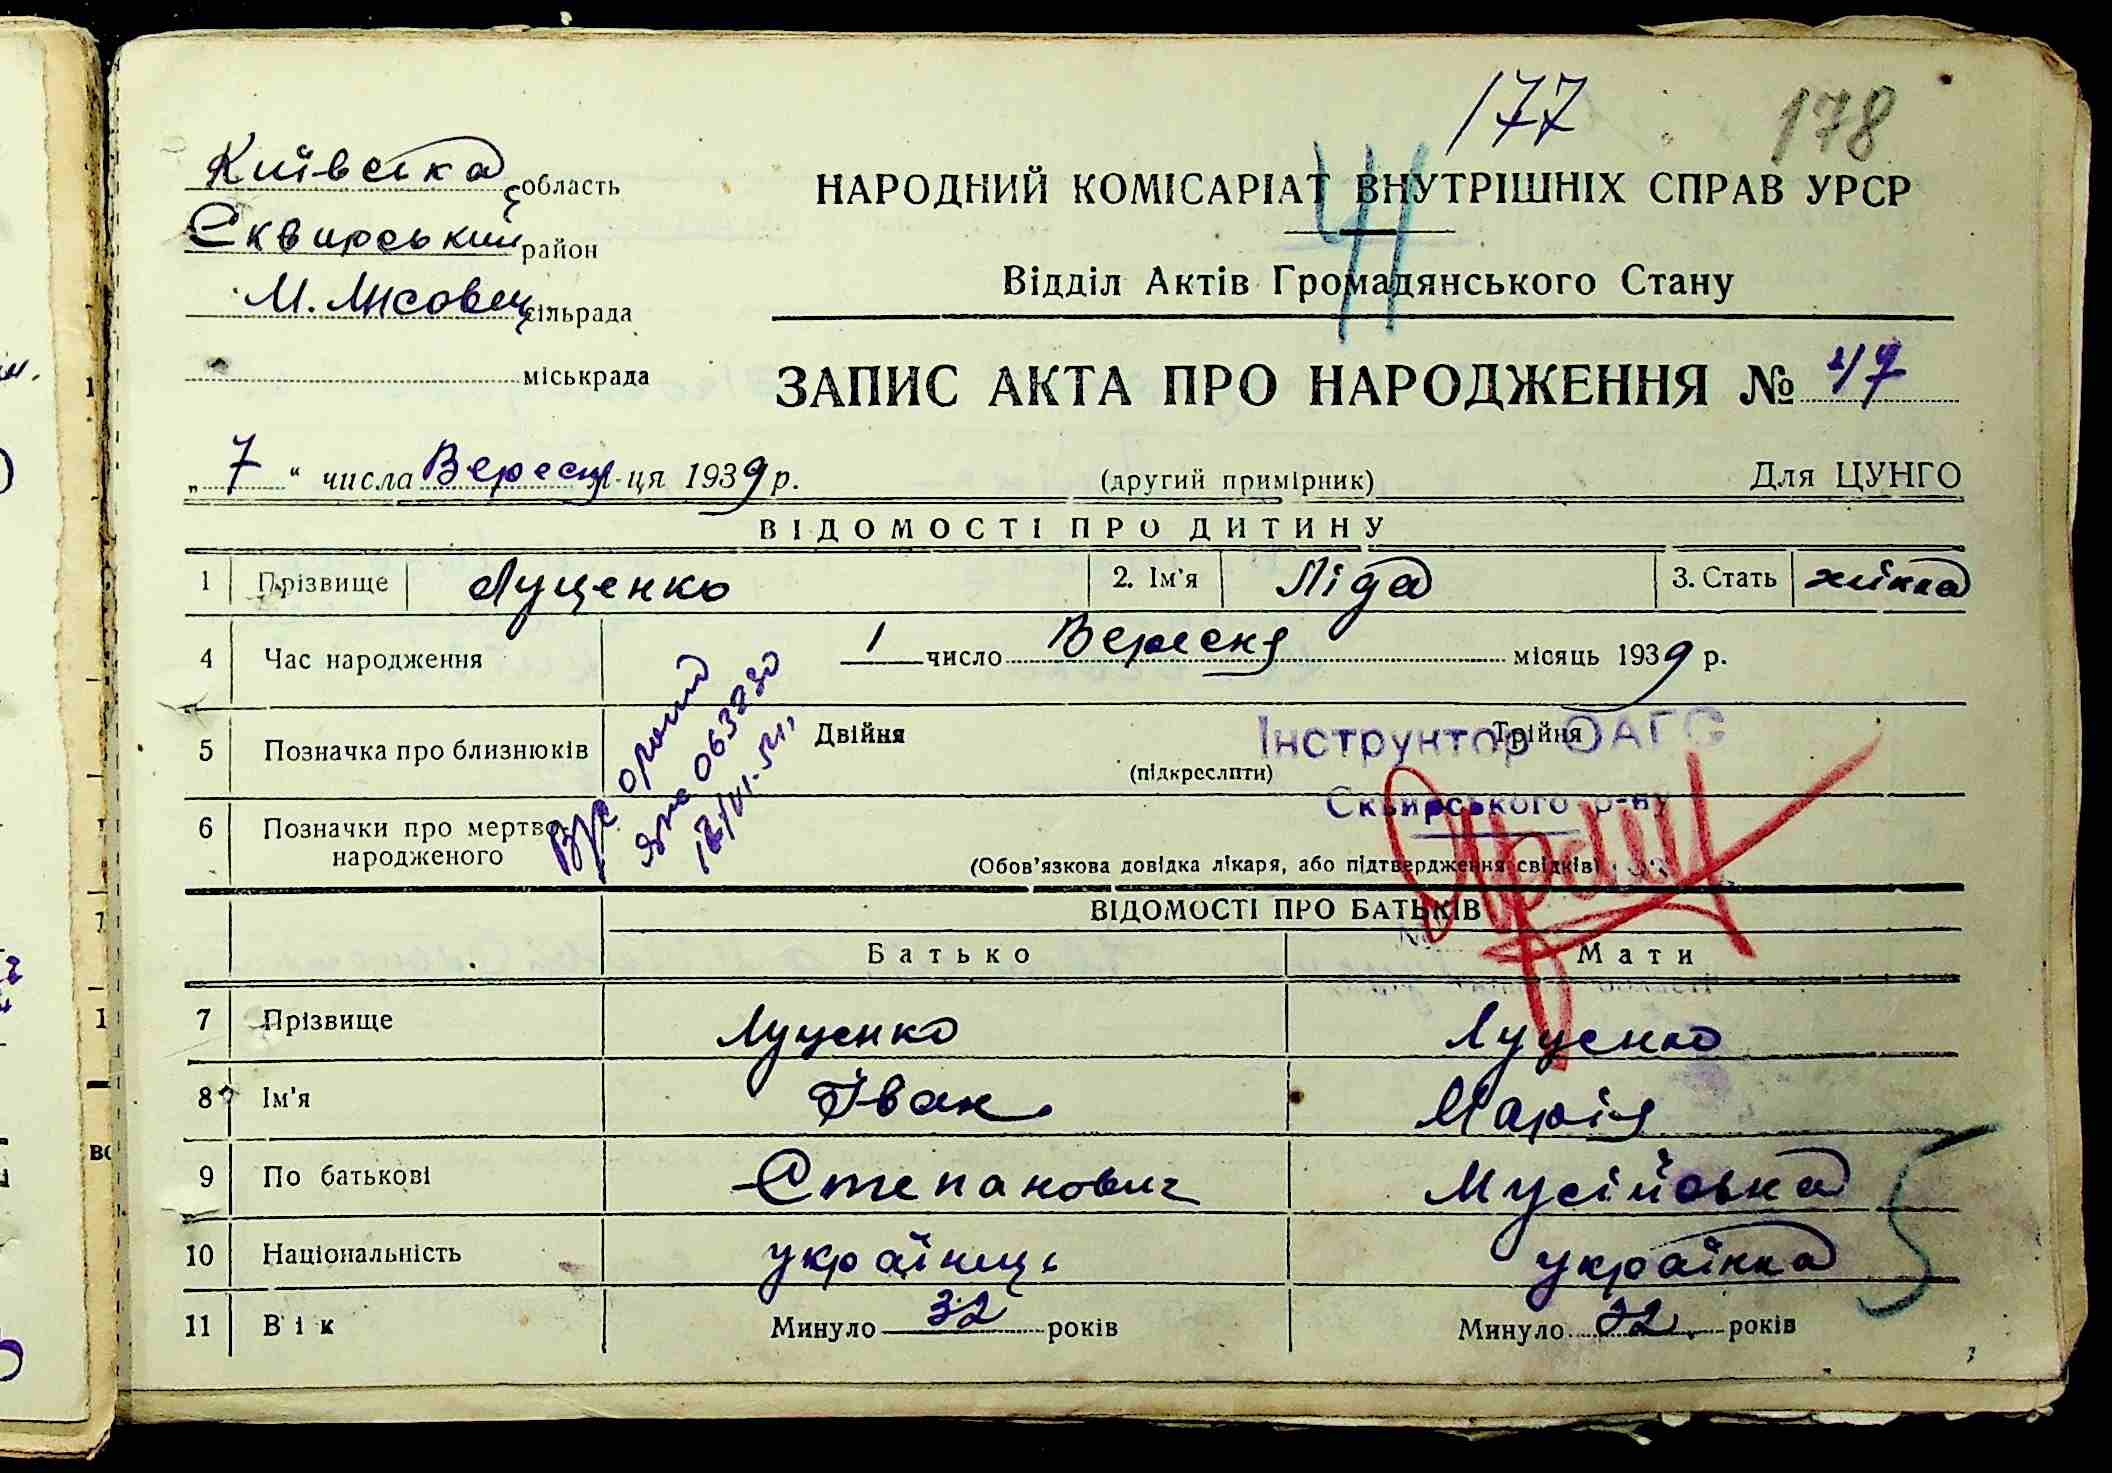 177
178
Київська область
НАРОДНИЙ КОМІСАРІАТ ВНУТРІШНІХ СПРАВ УРСР
Сквирський район
М. Лисовец. сільрада
Відділ Актів Громадянського Стану
міськрада
ЗАПИС АКТА ПРО НАРОДЖЕННЯ № 47
„7“ числа Вересня ця 1939 р.
(другий примірник)
Для ЦУНГО
ВІДОМОСТІ ПРО ДИТИНУ
1 Прізвище Луценко 2. Ім'я Ліда 3. Стать жінка
4 Час народження 1 число Вересня місяць 1939 р.
5 Позначка про близнюків Двійня Трійня
(підкреслити)
Інструктор ОАГС
Сквирського р-ну
6 Позначки про мертво-
народженого
(Обов'язкова довідка лікаря, або підтвердження свідків)
ВІДОМОСТІ ПРО БАТЬКІВ
Батько Мати
7 Прізвище Луценко Луценко
8 Ім'я Іван Марія
9 По батькові Степанович Мусійовна
10 Національність українець українка
11 Вік Минуло 32 років Минуло 32 років